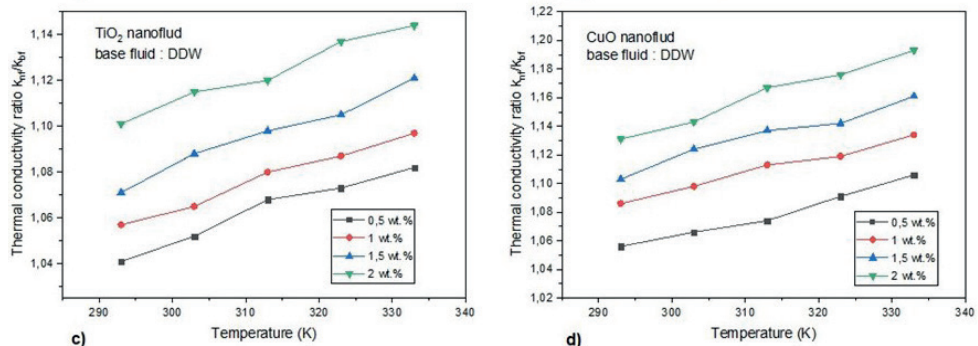 Thermal conductivity ratio knf/kbf
1,14
1,12
1,10
1,08
1,06
1,04
TiO2 nanoflud
base fluid : DDW
0,5 wt.%
1 wt.%
1,5 wt.%
2 wt.%
290 300 310 320 330 340
Temperature (K)
c)
Thermal conductivity ratio knf/kbf
1,22
1,20
1,18
1,16
1,14
1,12
1,10
1,08
1,06
1,04
1,02
CuO nanoflud
base fluid : DDW
0,5 wt.%
1 wt.%
1,5 wt.%
2 wt.%
290 300 310 320 330 340
Temperature (K)
d)